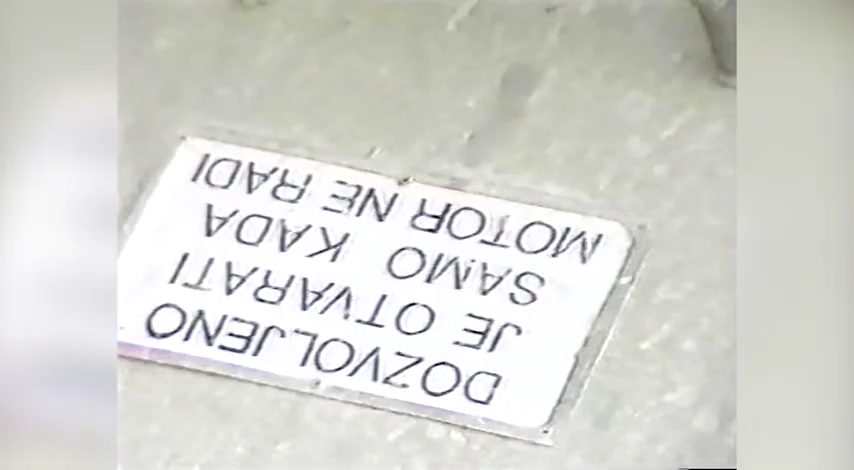 DOZVOLJENO
JE OTVARATI
SAMO KADA
MOTOR NE RADI